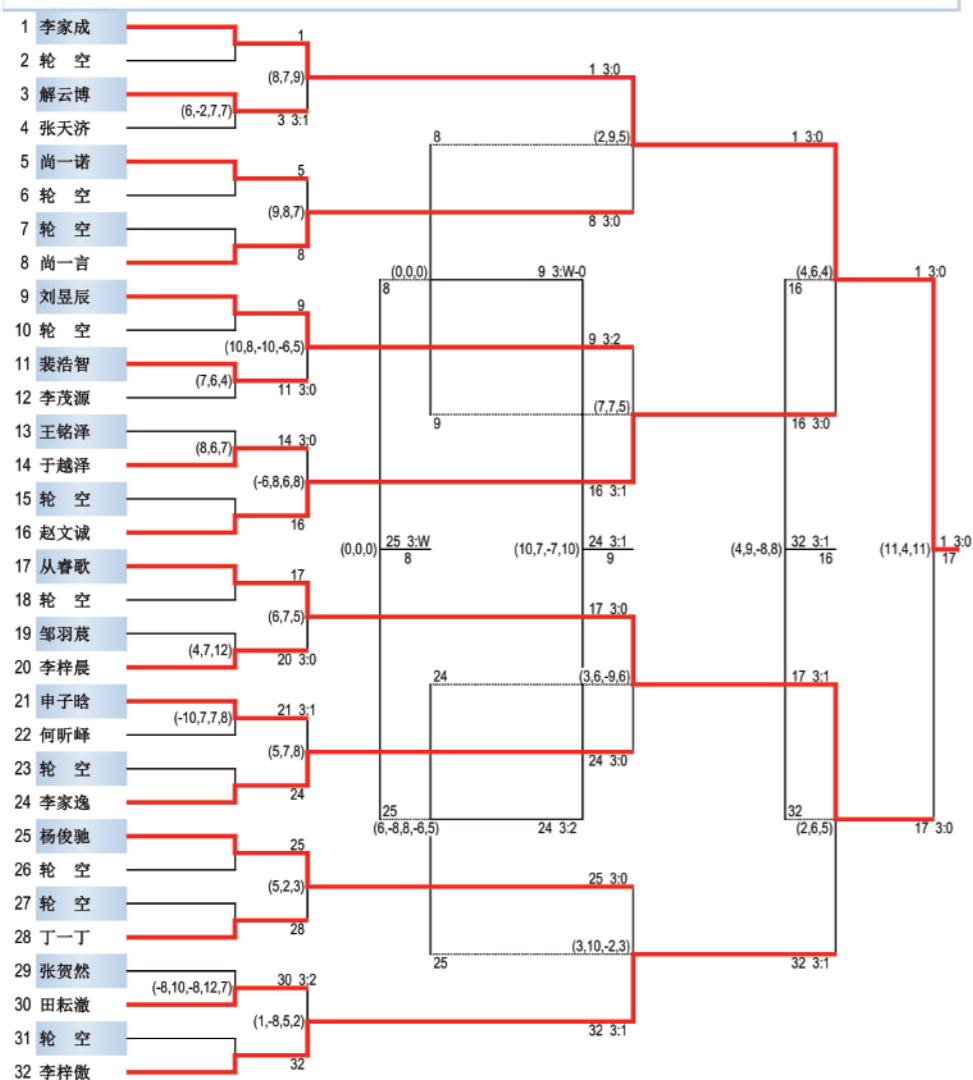 1 李家成
2 轮 空
3 解云博
4 张天济
5 尚一诺
6 轮 空
7 轮 空
8 尚一言
9 刘昱辰
10 轮 空
11 裴浩智
12 李茂源
13 王铭泽
14 于越泽
15 轮 空
16 赵文诚
17 从睿歌
18 轮 空
19 邹羽莀
20 李梓晨
21 申子晗
22 何昕峄
23 轮 空
24 李家逸
25 杨俊驰
26 轮 空
27 轮 空
28 丁一丁
29 张贺然
30 田耘澈
31 轮 空
32 李梓傲
(6,-2,7,7)
(7,6,4)
(8,6,7)
(4,7,12)
(-10,7,7,8)
(-8,10,-8,12,7)
1
(8,7,9)
3 3:1
5
(9,8,7)
8
9
(10,8,-10,-6,5)
11 3:0
14 3:0
(-6,8,6,8)
16
17
(6,7,5)
20 3:0
21 3:1
(5,7,8)
24
25
(5,2,3)
28
30 3:2
(1,-8,5,2)
32
1 3:0
8
(2,9,5)
8 3:0
(0,0,0)
8
9 3:W-0
9 3:2
9
(7,7,5)
16 3:1
(0,0,0)
25 3:W
8
(10,7,-7,10)
24 3:1
9
17 3:0
24
(3,6,-9,6)
24 3:0
25
(6,-8,8,-6,5)
24 3:2
25 3:0
25
(3,10,-2,3)
32 3:1
1 3:0
(4,6,4)
16
16 3:0
(4,9,-8,8)
32 3:1
16
17 3:1
32
(2,6,5)
32 3:1
1 3:0
(11,4,11)
1 3:0
17
17 3:0